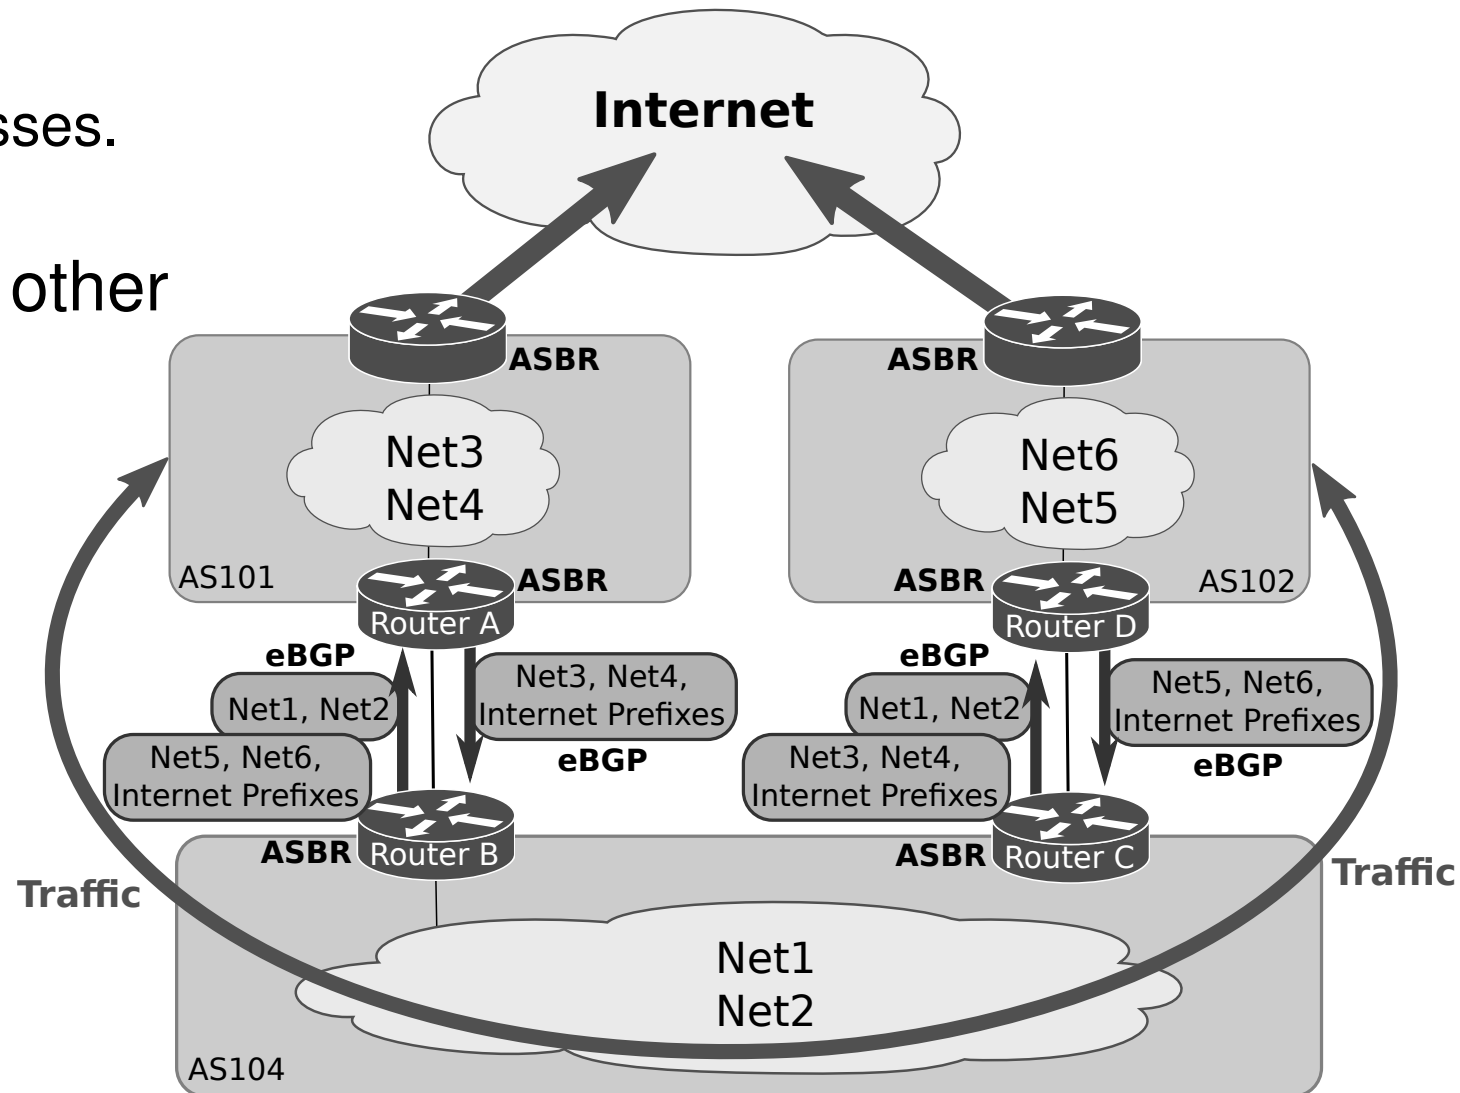 sses.
other
Internet
ASBR
ASBR
Net3
Net4
Net6
Net5
AS101
ASBR
ASBR
AS102
Router A
Router D
eBGP
Net1, Net2
Net5, Net6,
Internet Prefixes
Net3, Net4,
Internet Prefixes
eBGP
eBGP
Net1, Net2
Net3, Net4,
Internet Prefixes
Net5, Net6,
Internet Prefixes
eBGP
ASBR
Router B
ASBR
Router C
Traffic
Traffic
Net1
Net2
AS104